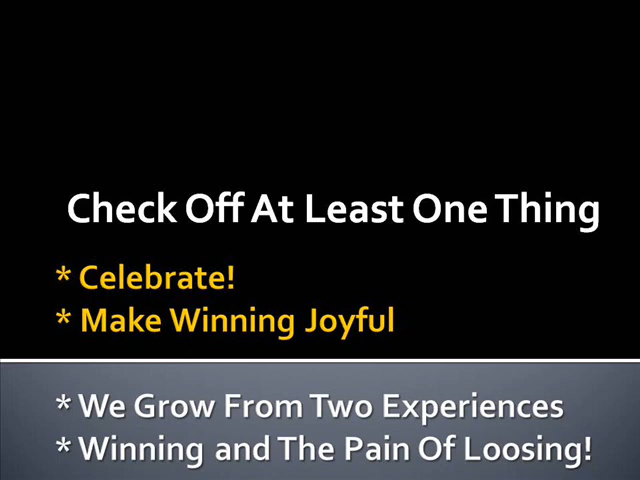 Check Off At Least One Thing
* Celebrate!
* Make Winning Joyful
* We Grow From Two Experiences
* Winning and The Pain Of Loosing!